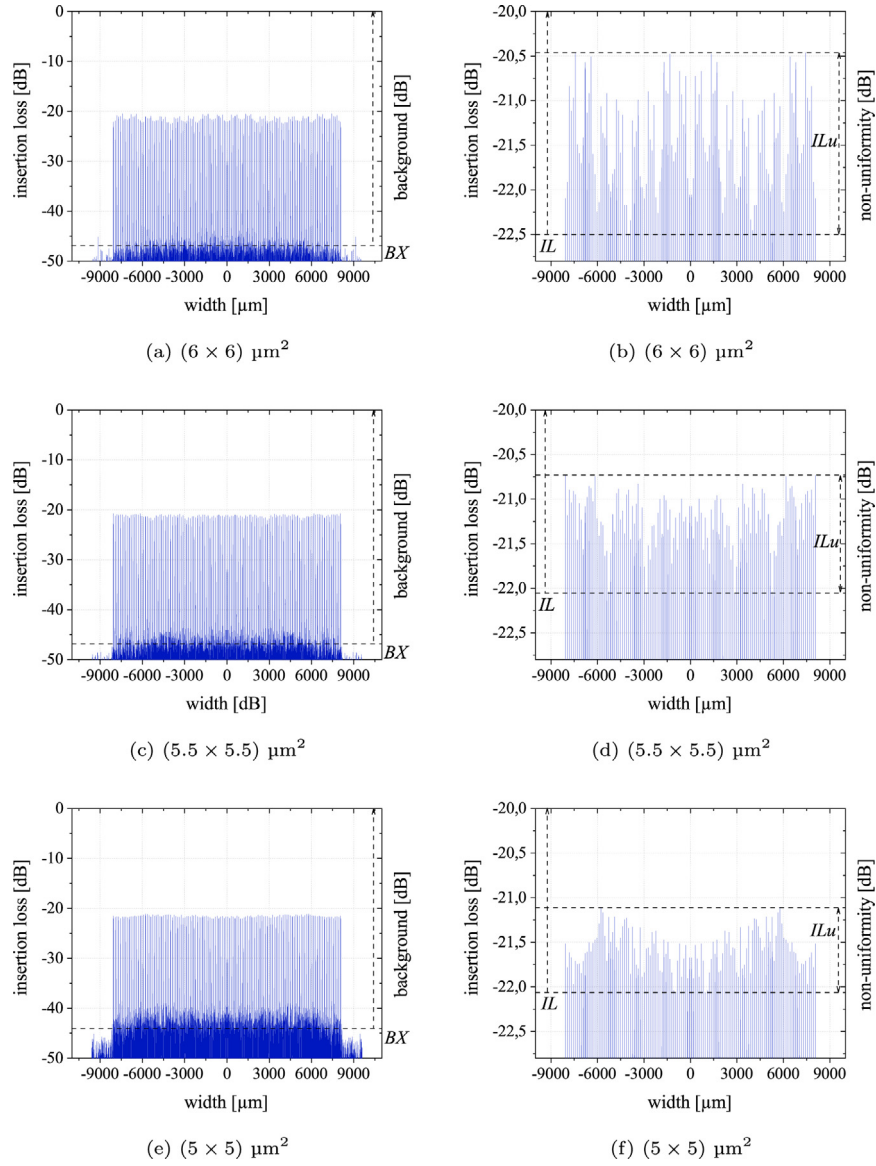 0
-10
-20
-30
-40
-50
insertion loss [dB]
background [dB]
BX
-9000 -6000 -3000 0 3000 6000 9000
width [µm]
(a) (6 × 6) µm²
-20,0
-20,5
-21,0
-21,5
-22,0
-22,5
insertion loss [dB]
non-uniformity [dB]
ILu
IL
-9000 -6000 -3000 0 3000 6000 9000
width [µm]
(b) (6 × 6) µm²
0
-10
-20
-30
-40
-50
insertion loss [dB]
background [dB]
BX
-9000 -6000 -3000 0 3000 6000 9000
width [dB]
(c) (5.5 × 5.5) µm²
-20,0
-20,5
-21,0
-21,5
-22,0
-22,5
insertion loss [dB]
non-uniformity [dB]
ILu
IL
-9000 -6000 -3000 0 3000 6000 9000
width [µm]
(d) (5.5 × 5.5) µm²
0
-10
-20
-30
-40
-50
insertion loss [dB]
background [dB]
BX
-9000 -6000 -3000 0 3000 6000 9000
width [µm]
(e) (5 × 5) µm²
-20,0
-20,5
-21,0
-21,5
-22,0
-22,5
insertion loss [dB]
non-uniformity [dB]
ILu
IL
-9000 -6000 -3000 0 3000 6000 9000
width [µm]
(f) (5 × 5) µm²